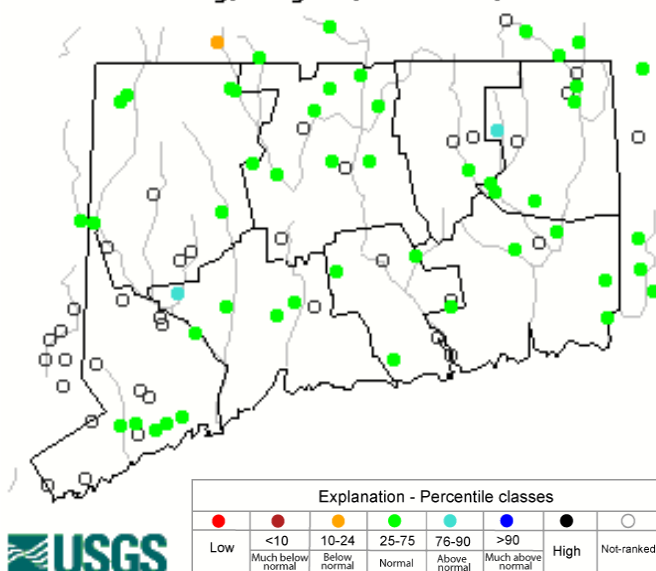 Explanation - Percentile classes
Low <10 10-24 25-75 76-90 >90 High Not-ranked
Much below normal Below normal Normal Above normal Much above normal
USGS